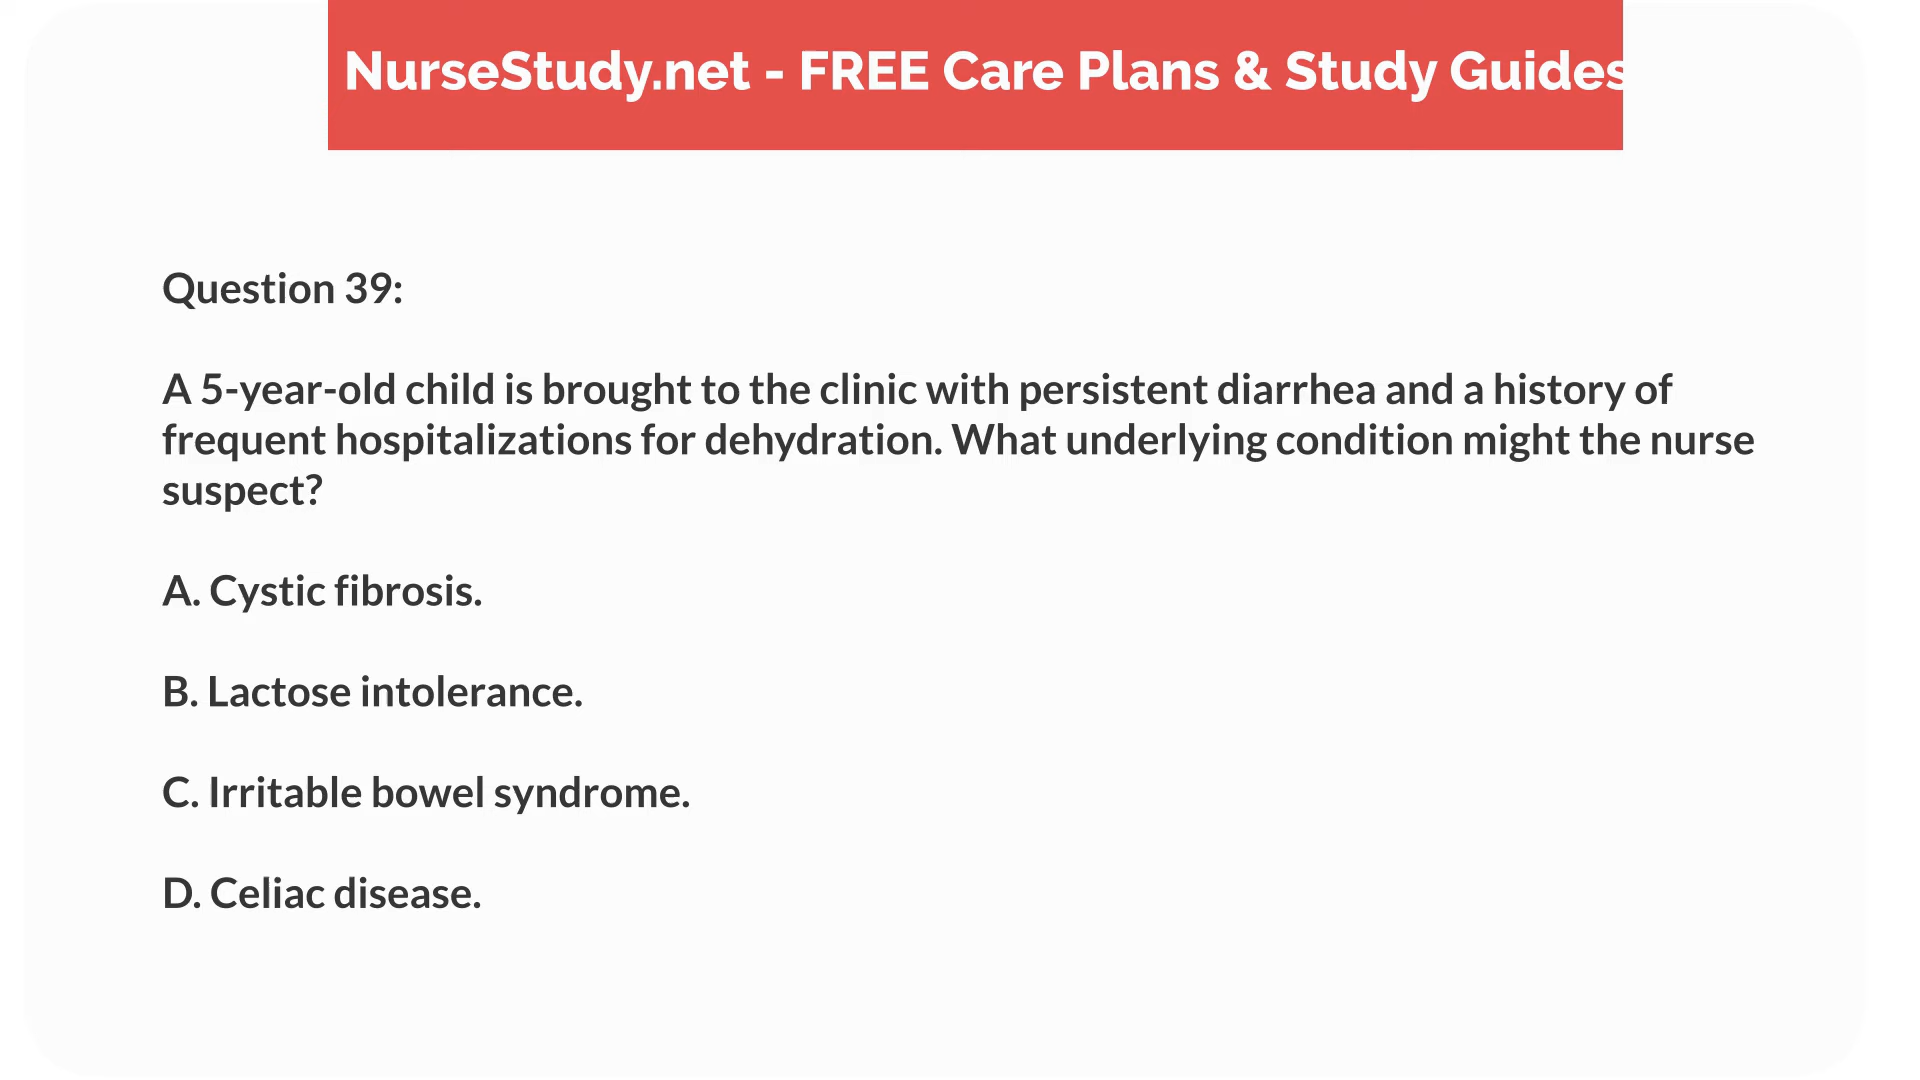 NurseStudy.net - FREE Care Plans & Study Guides
Question 39:
A 5-year-old child is brought to the clinic with persistent diarrhea and a history of
frequent hospitalizations for dehydration. What underlying condition might the nurse
suspect?
A. Cystic fibrosis.
B. Lactose intolerance.
C. Irritable bowel syndrome.
D. Celiac disease.